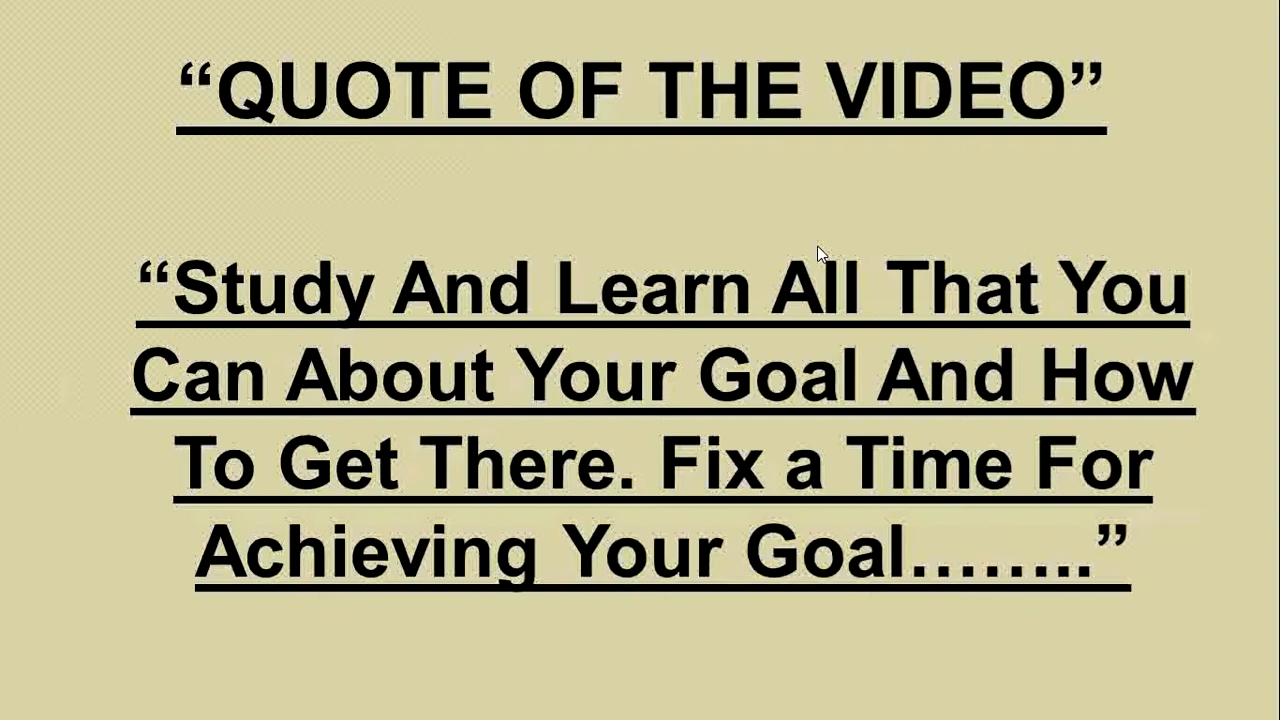 “QUOTE OF THE VIDEO”
“Study And Learn All That You
Can About Your Goal And How
To Get There. Fix a Time For
Achieving Your Goal……..”